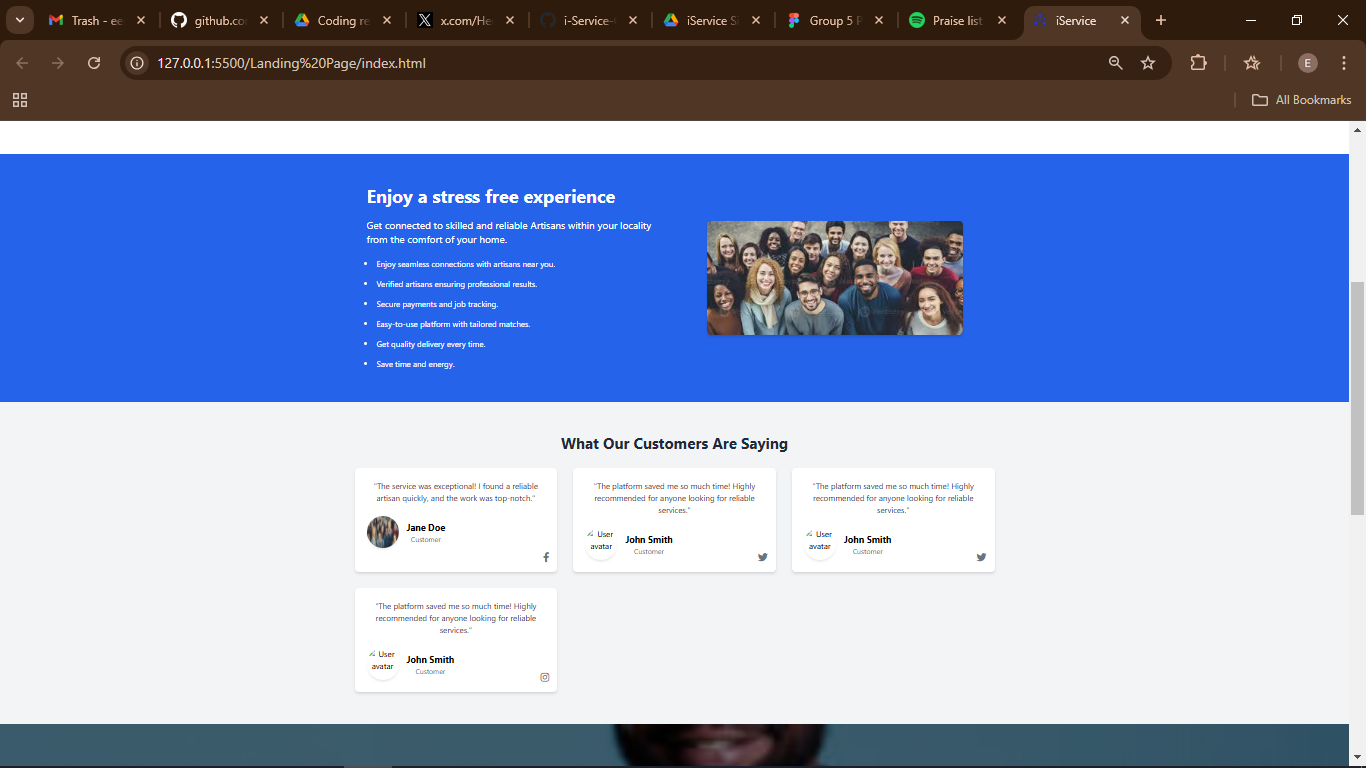 Trash - ee
github.co
Coding re
x.com/He
i-Service-
iService Si
Group 5 P
Praise list
iService
127.0.0.1:5500/Landing%20Page/index.html
E
All Bookmarks
Enjoy a stress free experience
Get connected to skilled and reliable Artisans within your locality
from the comfort of your home.
Enjoy seamless connections with artisans near you.
Verified artisans ensuring professional results.
Secure payments and job tracking.
Easy-to-use platform with tailored matches.
Get quality delivery every time.
Save time and energy.
What Our Customers Are Saying
"The service was exceptional! I found a reliable
artisan quickly, and the work was top-notch."
Jane Doe
Customer
"The platform saved me so much time! Highly
recommended for anyone looking for reliable
services."
User
avatar
John Smith
Customer
"The platform saved me so much time! Highly
recommended for anyone looking for reliable
services."
User
avatar
John Smith
Customer
"The platform saved me so much time! Highly
recommended for anyone looking for reliable
services."
User
avatar
John Smith
Customer